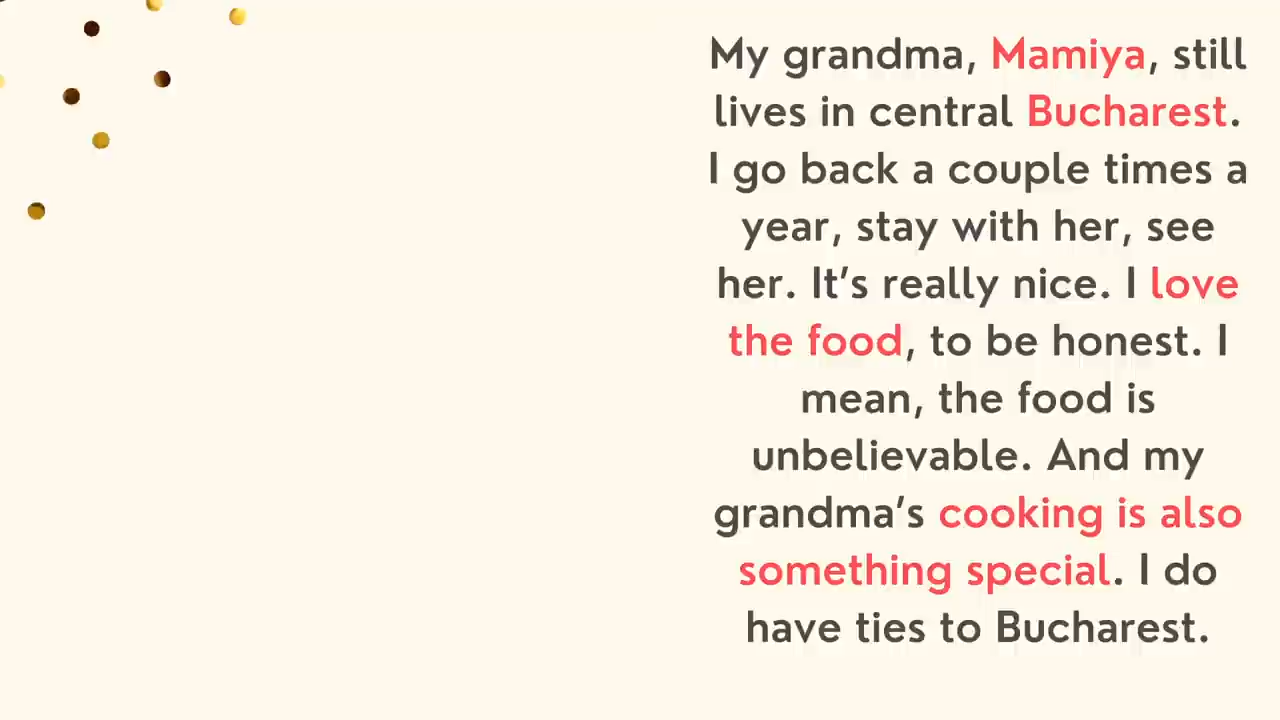 My grandma, Mamiya, still
lives in central Bucharest.
I go back a couple times a
year, stay with her, see
her. It’s really nice. I love
the food, to be honest. I
mean, the food is
unbelievable. And my
grandma’s cooking is also
something special. I do
have ties to Bucharest.